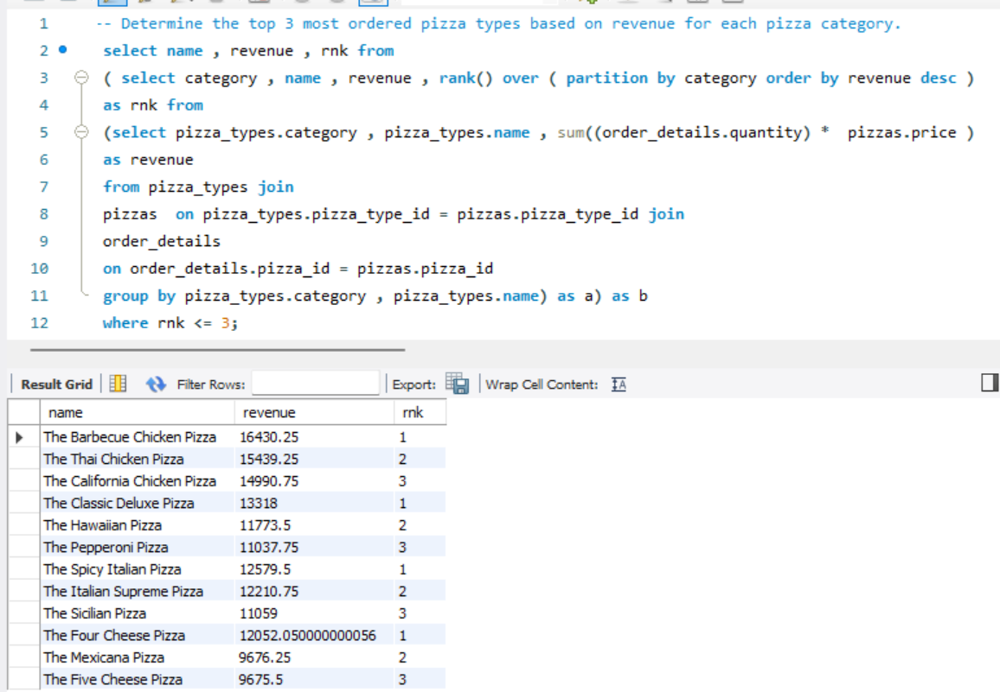 1 -- Determine the top 3 most ordered pizza types based on revenue for each pizza category.
2 select name , revenue , rnk from
3 ( select category , name , revenue , rank() over ( partition by category order by revenue desc )
4 as rnk from
5 (select pizza_types.category , pizza_types.name , sum((order_details.quantity) *  pizzas.price )
6 as revenue
7 from pizza_types join
8 pizzas  on pizza_types.pizza_type_id = pizzas.pizza_type_id join
9 order_details
10 on order_details.pizza_id = pizzas.pizza_id
11 group by pizza_types.category , pizza_types.name) as a) as b
12 where rnk <= 3;
Result Grid Filter Rows: Export: Wrap Cell Content: IA
name revenue rnk
The Barbecue Chicken Pizza 16430.25 1
The Thai Chicken Pizza 15439.25 2
The California Chicken Pizza 14990.75 3
The Classic Deluxe Pizza 13318 1
The Hawaiian Pizza 11773.5 2
The Pepperoni Pizza 11037.75 3
The Spicy Italian Pizza 12579.5 1
The Italian Supreme Pizza 12210.75 2
The Sicilian Pizza 11059 3
The Four Cheese Pizza 12052.050000000056 1
The Mexicana Pizza 9676.25 2
The Five Cheese Pizza 9675.5 3